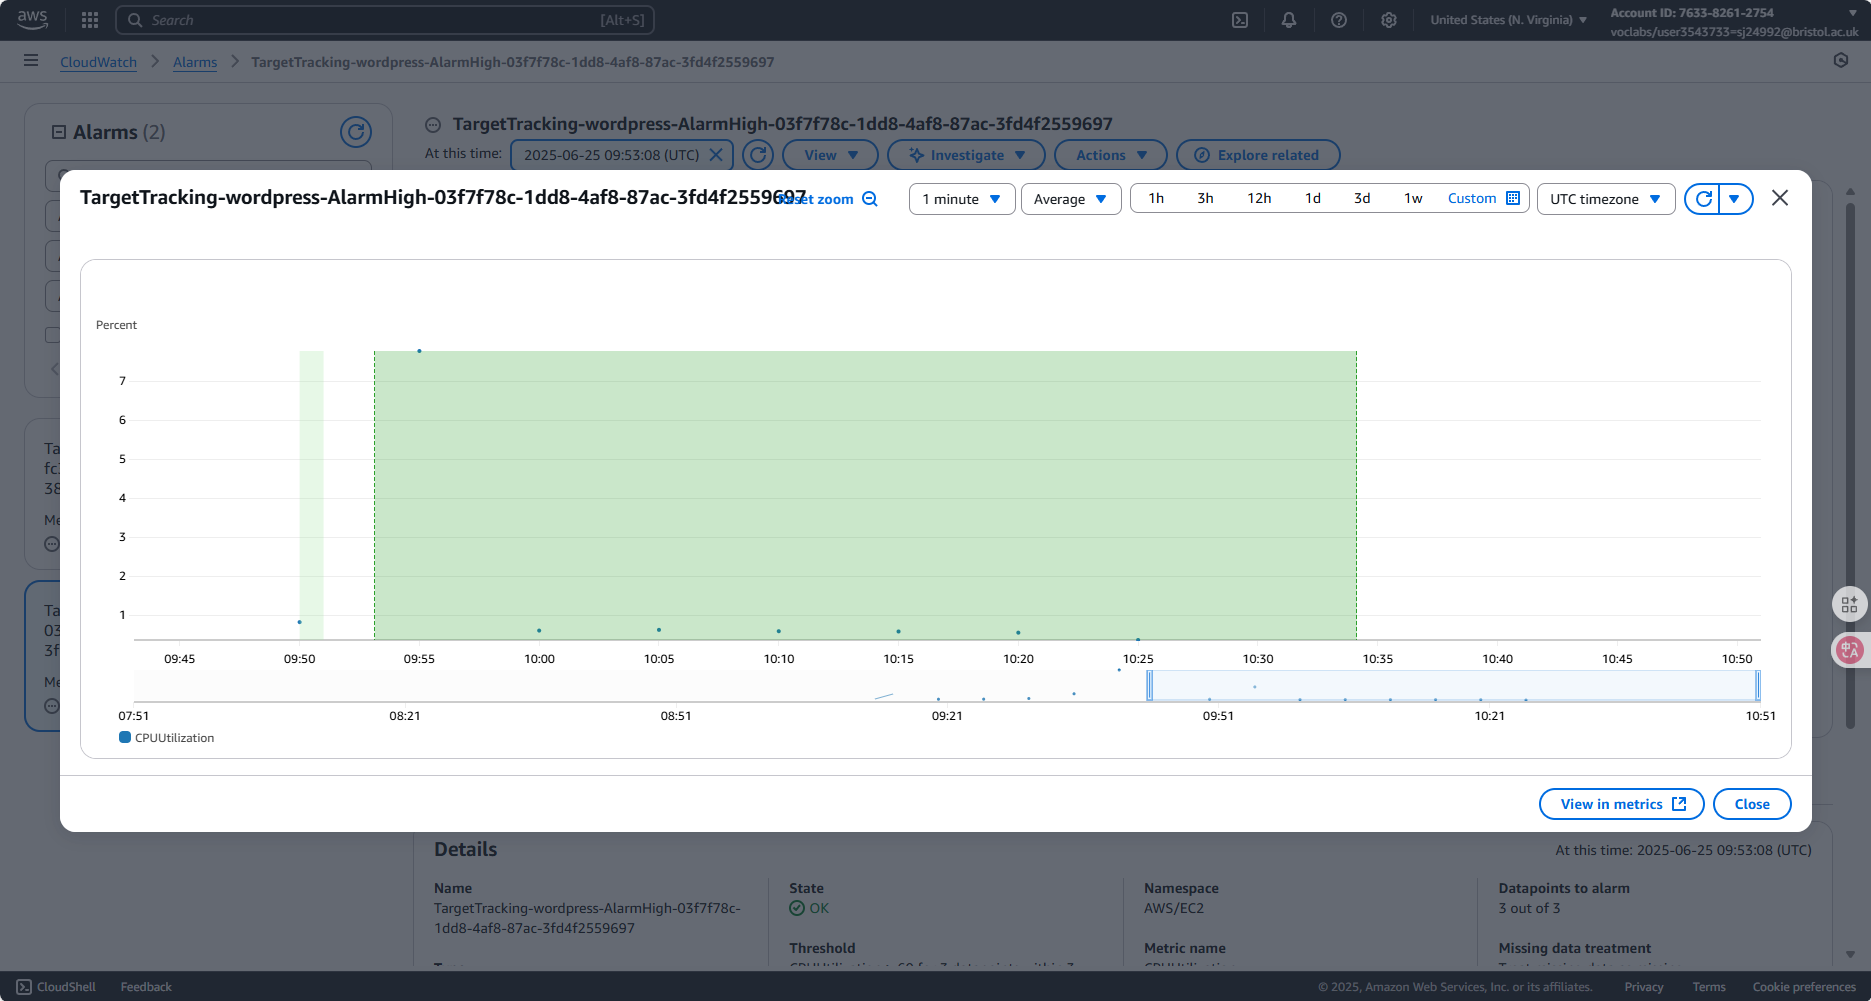 aws
Search [Alt+S]
United States (N. Virginia)
Account ID: 7633-8261-2754
voclabs/user3543733=sj24992@bristol.ac.uk
CloudWatch
Alarms
TargetTracking-wordpress-AlarmHigh-03f7f78c-1dd8-4af8-87ac-3fd4f2559697
Alarms (2)
TargetTracking-wordpress-AlarmHigh-03f7f78c-1dd8-4af8-87ac-3fd4f2559697
At this time: 2025-06-25 09:53:08 (UTC) View Investigate Actions Explore related
TargetTracking-wordpress-AlarmHigh-03f7f78c-1dd8-4af8-87ac-3fd4f2559697
Reset zoom
1 minute Average 1h 3h 12h 1d 3d 1w Custom UTC timezone
Percent
7
6
5
4
3
2
1
09:45 09:50 09:55 10:00 10:05 10:10 10:15 10:20 10:25 10:30 10:35 10:40 10:45 10:50
07:51 08:21 08:51 09:21 09:51 10:21 10:51
CPUUtilization
Ta
fc
38
Me
Ta
03
3f
Me
View in metrics Close
Details
At this time: 2025-06-25 09:53:08 (UTC)
Name
TargetTracking-wordpress-AlarmHigh-03f7f78c-
1dd8-4af8-87ac-3fd4f2559697
State
OK
Threshold
Namespace
AWS/EC2
Metric name
Datapoints to alarm
3 out of 3
Missing data treatment
CloudShell Feedback
© 2025, Amazon Web Services, Inc. or its affiliates. Privacy Terms Cookie preferences